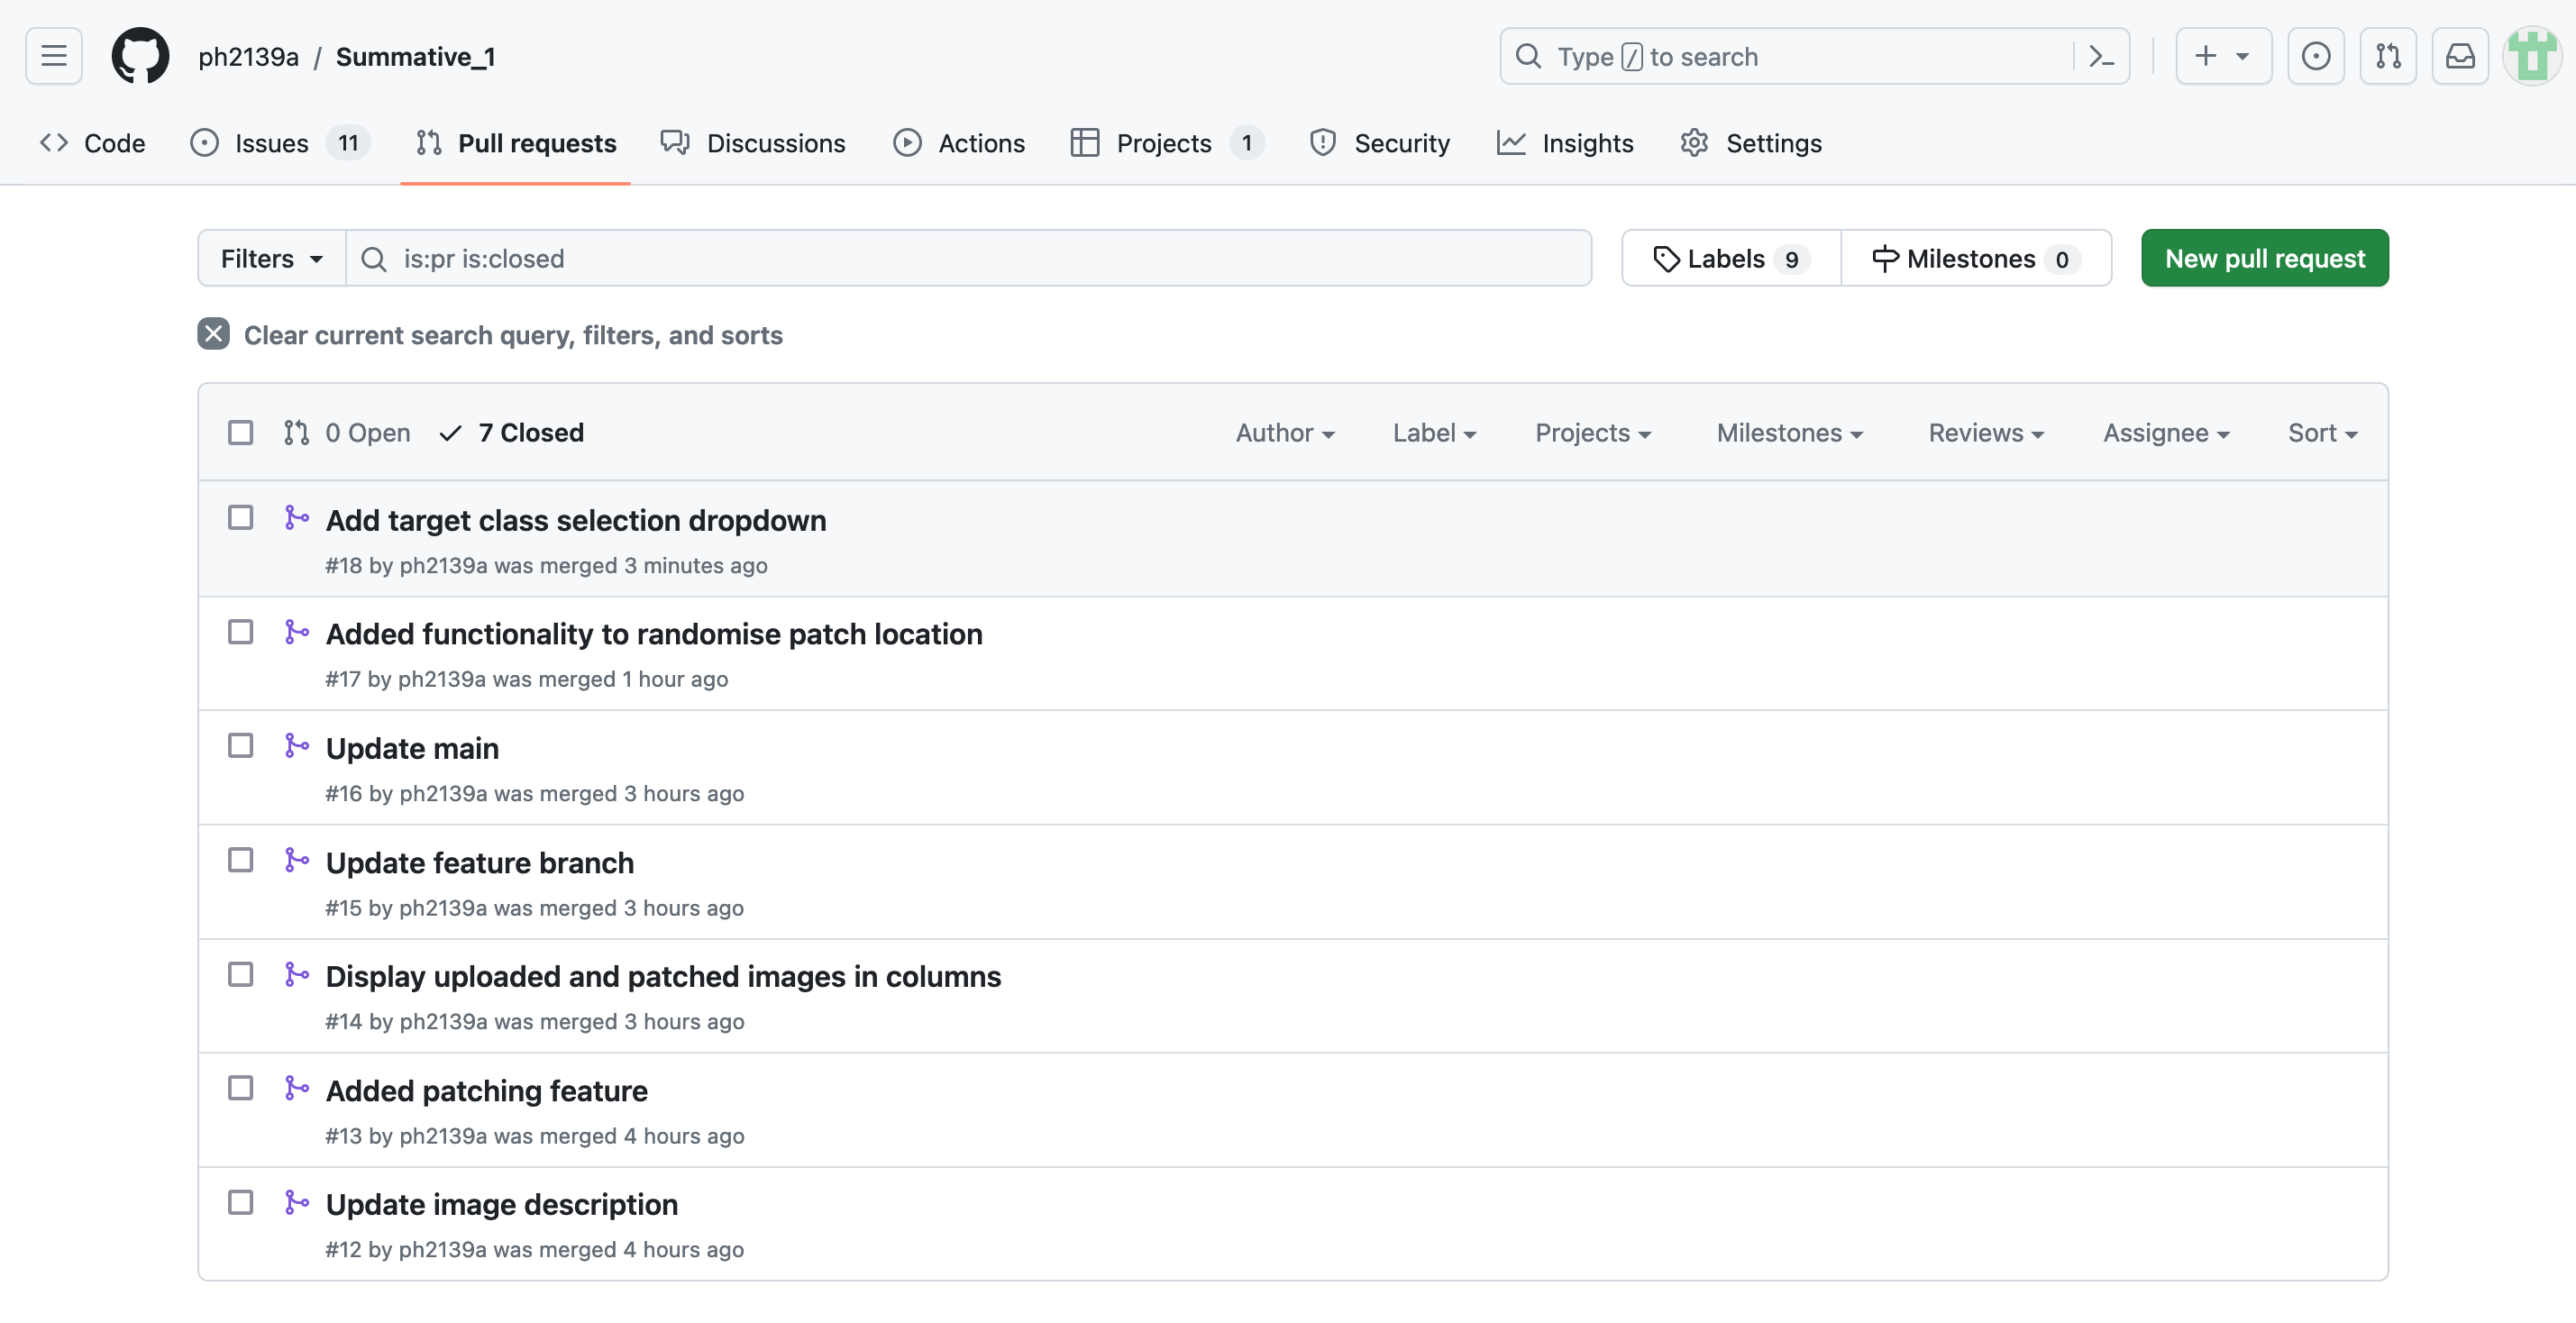 ph2139a / Summative_1
Type / to search
Code
Issues 11
Pull requests
Discussions
Actions
Projects 1
Security
Insights
Settings
Filters
is:pr is:closed
Labels 9
Milestones 0
New pull request
Clear current search query, filters, and sorts
0 Open
7 Closed
Author
Label
Projects
Milestones
Reviews
Assignee
Sort
Add target class selection dropdown
#18 by ph2139a was merged 3 minutes ago
Added functionality to randomise patch location
#17 by ph2139a was merged 1 hour ago
Update main
#16 by ph2139a was merged 3 hours ago
Update feature branch
#15 by ph2139a was merged 3 hours ago
Display uploaded and patched images in columns
#14 by ph2139a was merged 3 hours ago
Added patching feature
#13 by ph2139a was merged 4 hours ago
Update image description
#12 by ph2139a was merged 4 hours ago